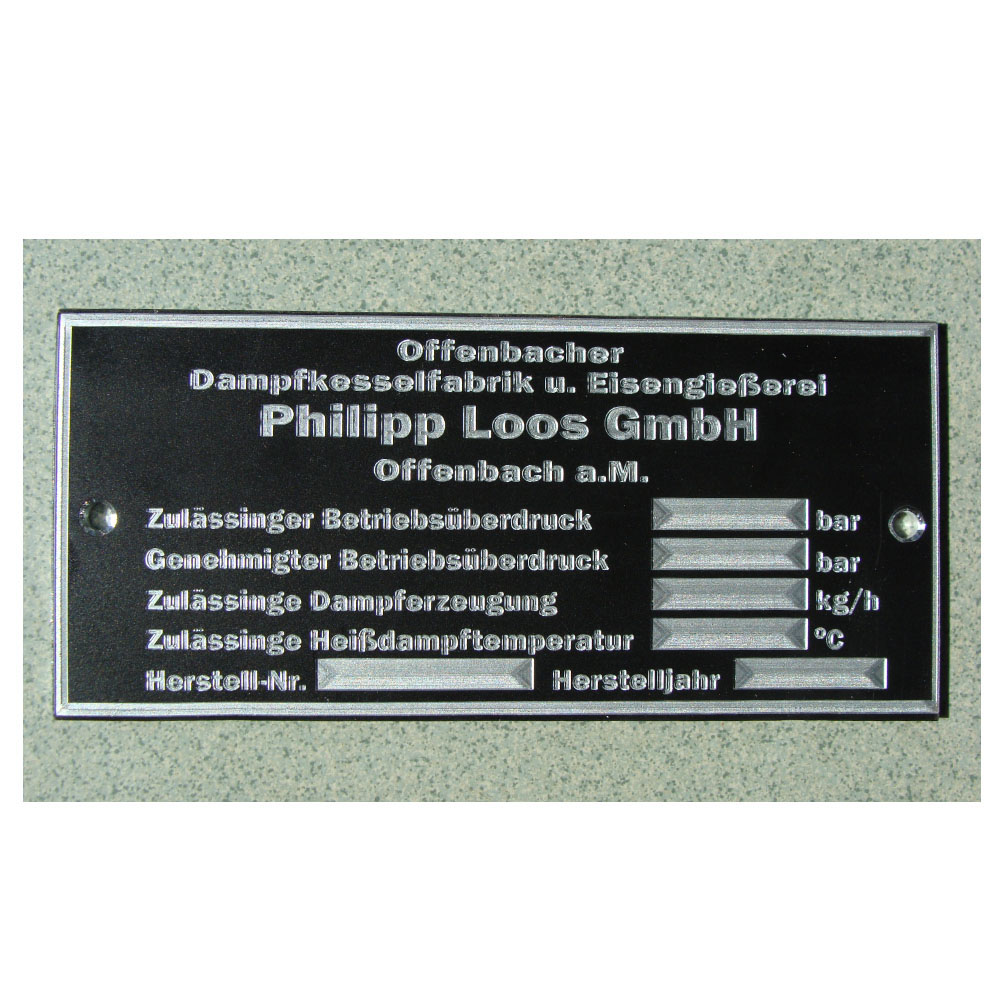 Offenbacher
Dampfkesselfabrik u. Eisengießerei
Philipp Loos GmbH
Offenbach a.M.
Zulässinger Betriebsüberdruck bar
Genehmigter Betriebsüberdruck bar
Zulässinge Dampferzeugung kg/h
Zulässinge Heißdampftemperatur °C
Herstell-Nr. Herstelljahr